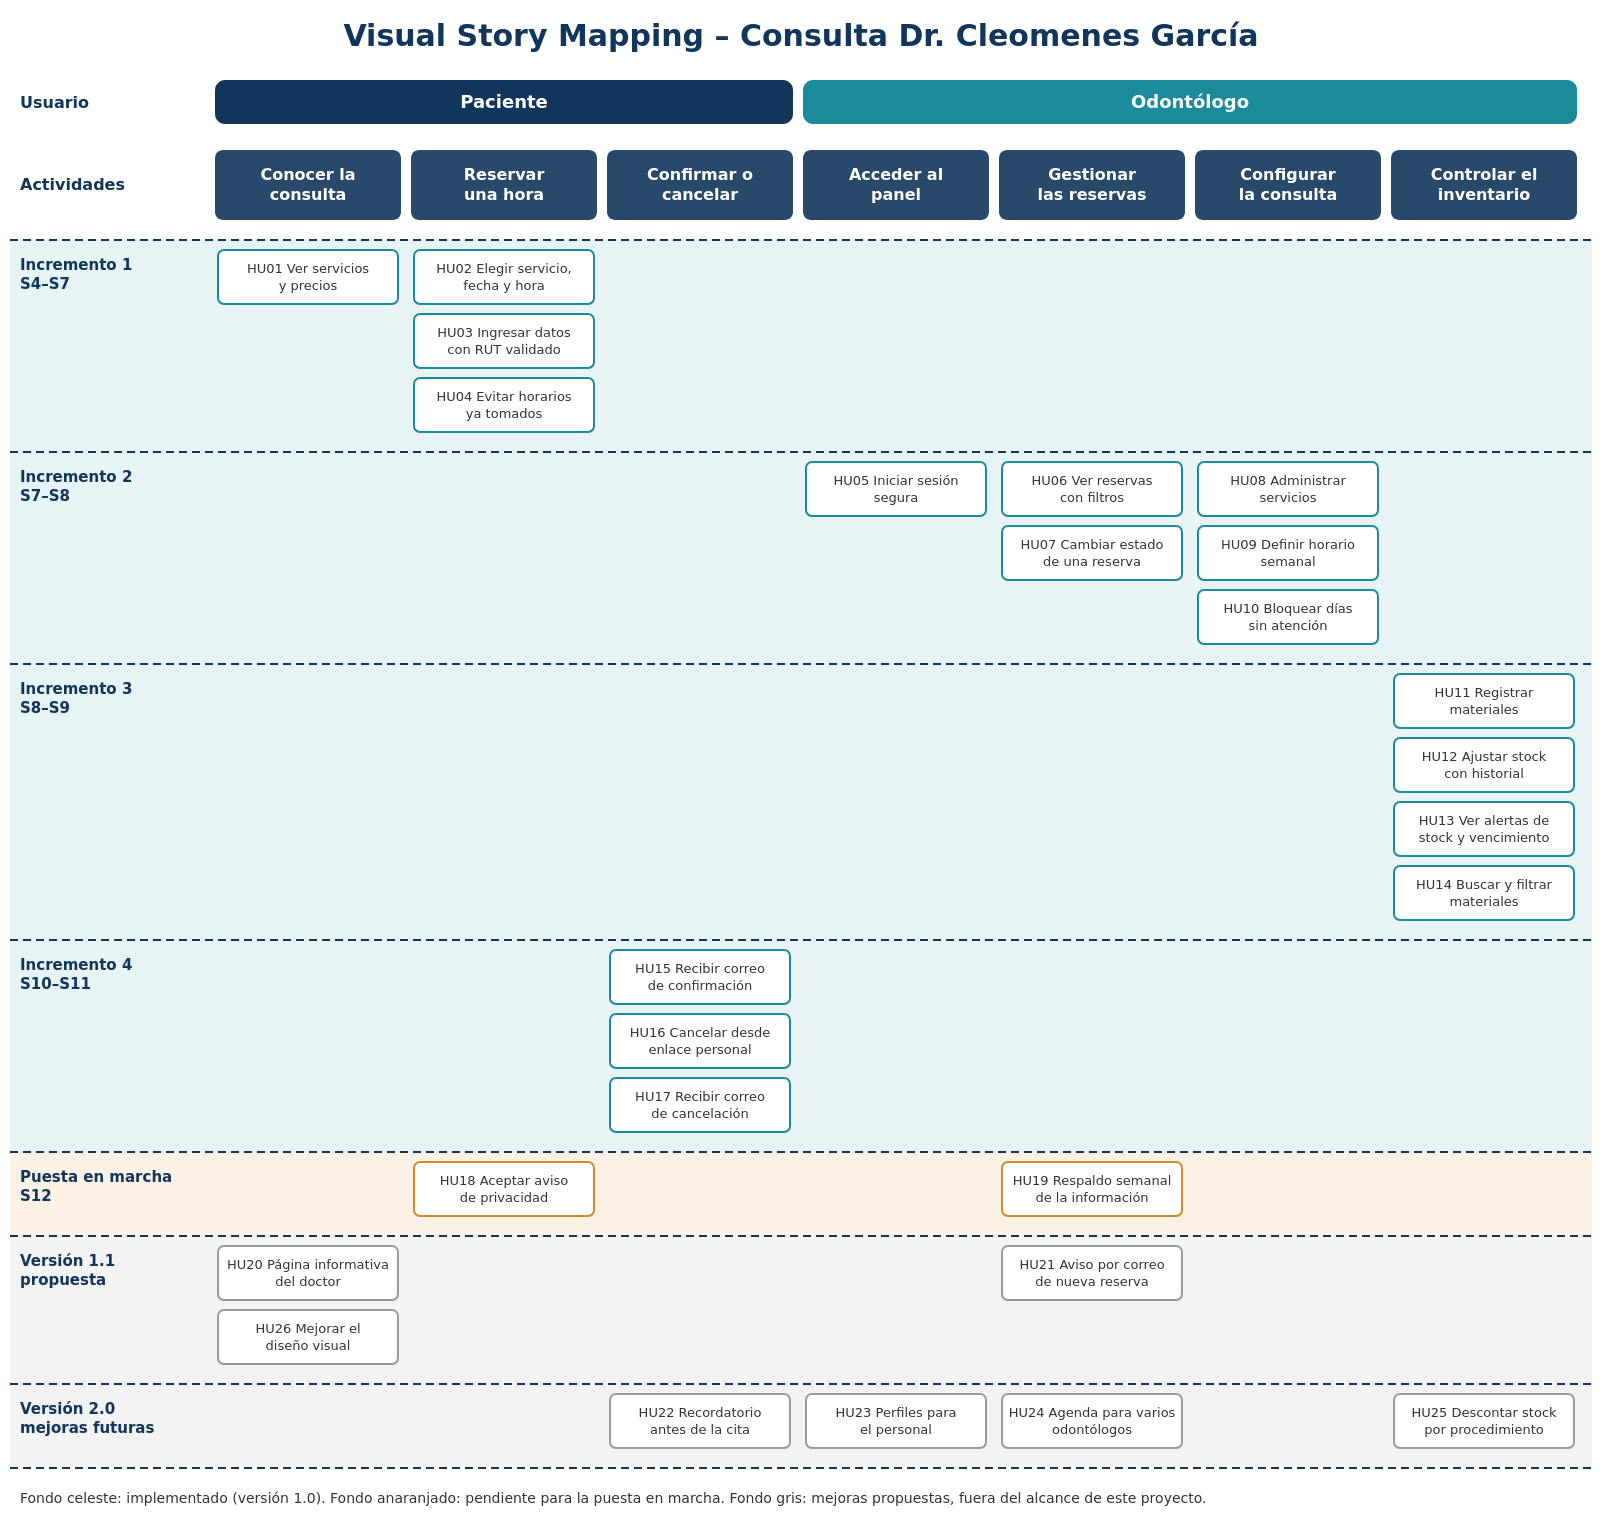 Visual Story Mapping – Consulta Dr. Cleomenes García
Usuario
Paciente
Odontólogo
Actividades
Conocer la
consulta
Reservar
una hora
Confirmar o
cancelar
Acceder al
panel
Gestionar
las reservas
Configurar
la consulta
Controlar el
inventario
Incremento 1
S4–S7
HU01 Ver servicios
y precios
HU02 Elegir servicio,
fecha y hora
HU03 Ingresar datos
con RUT validado
HU04 Evitar horarios
ya tomados
Incremento 2
S7–S8
HU05 Iniciar sesión
segura
HU06 Ver reservas
con filtros
HU07 Cambiar estado
de una reserva
HU08 Administrar
servicios
HU09 Definir horario
semanal
HU10 Bloquear días
sin atención
Incremento 3
S8–S9
HU11 Registrar
materiales
HU12 Ajustar stock
con historial
HU13 Ver alertas de
stock y vencimiento
HU14 Buscar y filtrar
materiales
Incremento 4
S10–S11
HU15 Recibir correo
de confirmación
HU16 Cancelar desde
enlace personal
HU17 Recibir correo
de cancelación
Puesta en marcha
S12
HU18 Aceptar aviso
de privacidad
HU19 Respaldo semanal
de la información
Versión 1.1
propuesta
HU20 Página informativa
del doctor
HU26 Mejorar el
diseño visual
HU21 Aviso por correo
de nueva reserva
Versión 2.0
mejoras futuras
HU22 Recordatorio
antes de la cita
HU23 Perfiles para
el personal
HU24 Agenda para varios
odontólogos
HU25 Descontar stock
por procedimiento
Fondo celeste: implementado (versión 1.0). Fondo anaranjado: pendiente para la puesta en marcha. Fondo gris: mejoras propuestas, fuera del alcance de este proyecto.